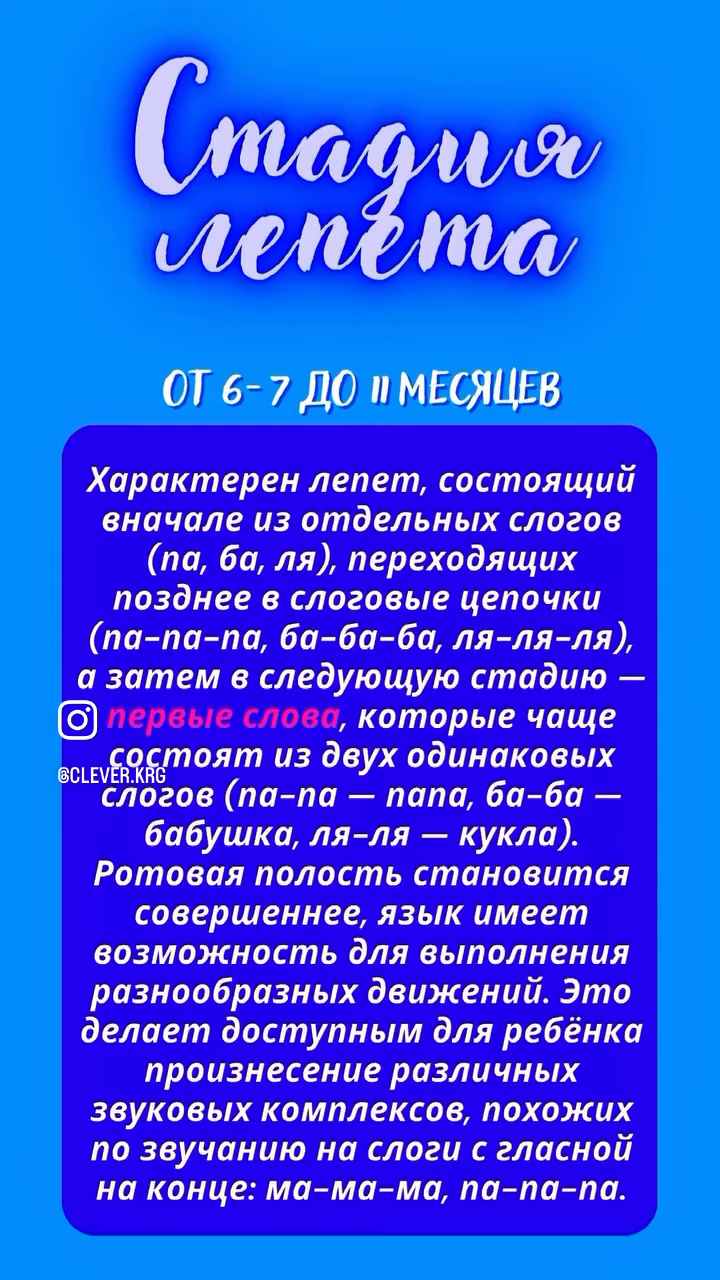 Стадия
лепета
ОТ 6-7 ДО 11 МЕСЯЦЕВ
Характерен лепет, состоящий
вначале из отдельных слогов
(па, ба, ля), переходящих
позднее в слоговые цепочки
(па-па-па, ба-ба-ба, ля-ля-ля),
а затем в следующую стадию —
первые слова, которые чаще
состоят из двух одинаковых
@CLEVER.KRG
слогов (па-па — папа, ба-ба —
бабушка, ля-ля — кукла).
Ротовая полость становится
совершеннее, язык имеет
возможность для выполнения
разнообразных движений. Это
делает доступным для ребёнка
произнесение различных
звуковых комплексов, похожих
по звучанию на слоги с гласной
на конце: ма-ма-ма, па-па-па.